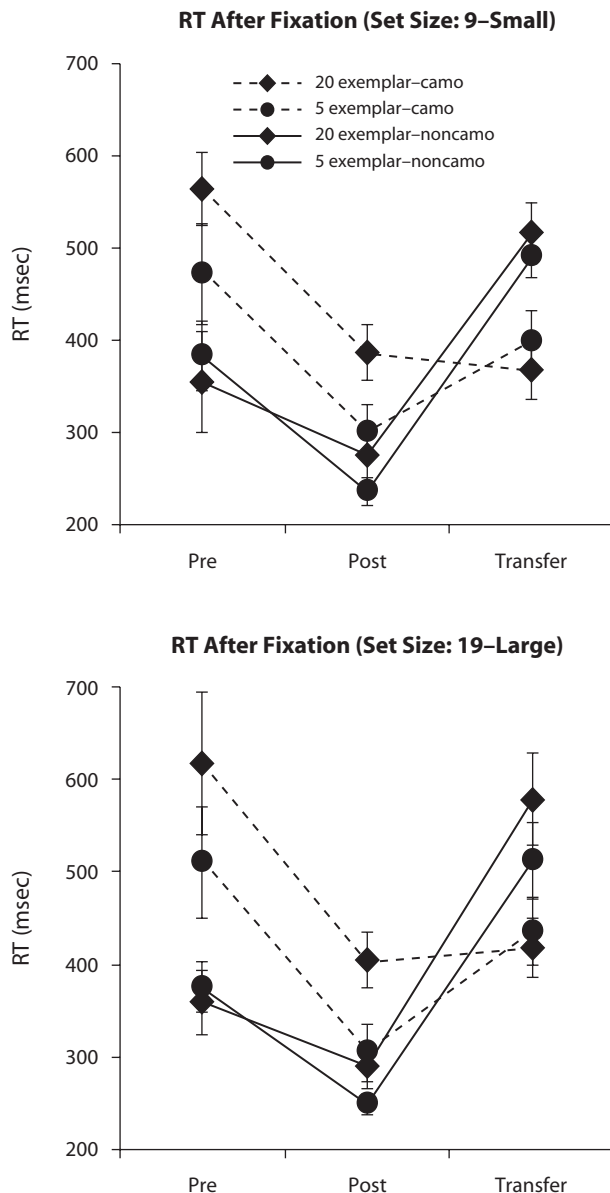 RT After Fixation (Set Size: 9–Small)
700
600
500
400
300
200
RT (msec)
20 exemplar–camo
5 exemplar–camo
20 exemplar–noncamo
5 exemplar–noncamo
Pre Post Transfer
RT After Fixation (Set Size: 19–Large)
700
600
500
400
300
200
RT (msec)
Pre Post Transfer